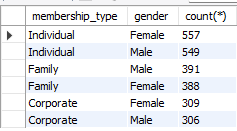 membership_type gender count(*)
Individual Female 557
Individual Male 549
Family Male 391
Family Female 388
Corporate Female 309
Corporate Male 306